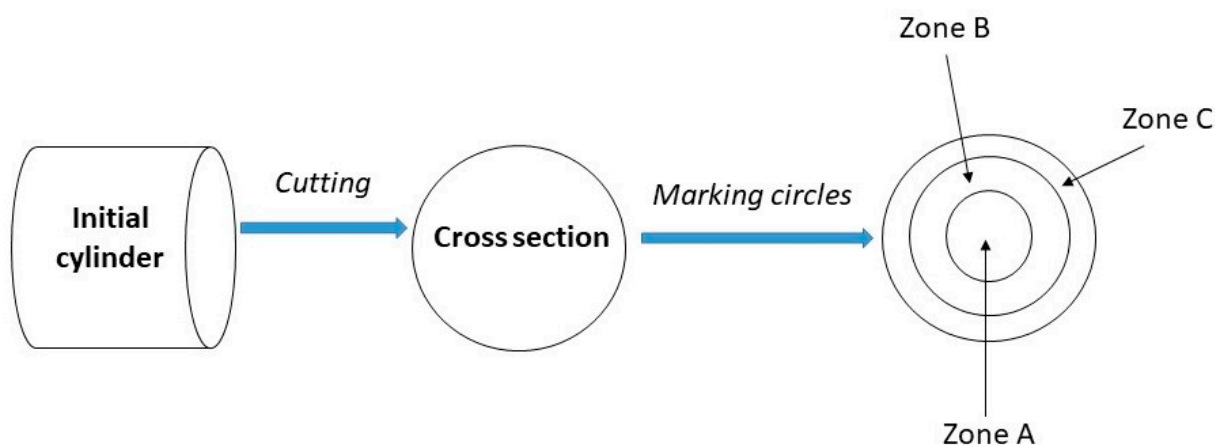 Zone B
Zone C
Cutting
Marking circles
Initial
cylinder
Cross section
Zone A